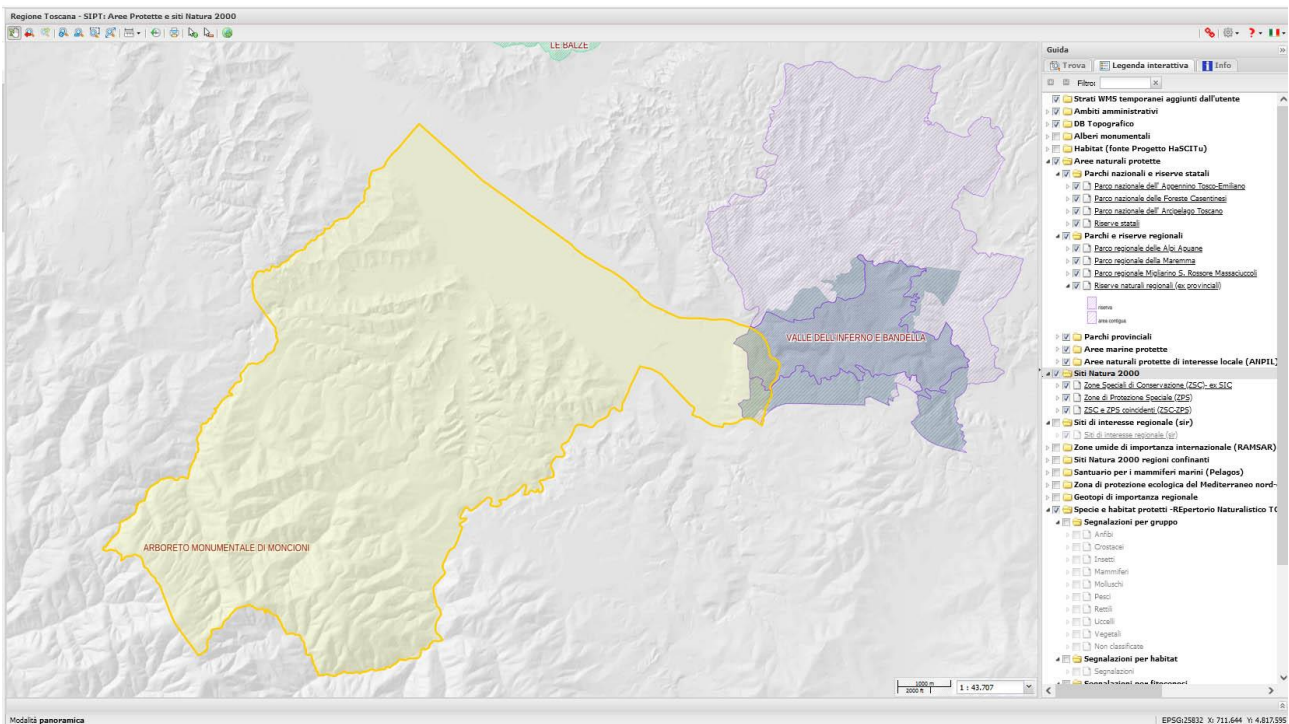 Regione Toscana - SIPT: Aree Protette e siti Natura 2000
Guida
Trova Legenda interattiva Info
Filtro:
Strati WMS temporanei aggiunti dall'utente
Ambiti amministrativi
DB Topografico
Alberi monumentali
Habitat (fonte Progetto HaSCITu)
Aree naturali protette
Parchi nazionali e riserve statali
Parco nazionale dell' Appennino Tosco-Emiliano
Parco nazionale delle Foreste Casentinesi
Parco nazionale dell' Arcipelago Toscano
Riserve statali
Parchi e riserve regionali
Parco regionale delle Alpi Apuane
Parco regionale della Maremma
Parco regionale Migliarino S. Rossore Massaciuccoli
Riserve naturali regionali (ex provinciali)
riserva
area contigua
Parchi provinciali
Aree marine protette
Aree naturali protette di interesse locale (ANPIL)
Siti Natura 2000
Zone Speciali di Conservazione (ZSC)- ex SIC
Zone di Protezione Speciale (ZPS)
ZSC e ZPS coincidenti (ZSC-ZPS)
Siti di interesse regionale (sir)
Siti di interesse regionale (sir)
Zone umide di importanza internazionale (RAMSAR)
Siti Natura 2000 regioni confinanti
Santuario per i mammiferi marini (Pelagos)
Zona di protezione ecologica del Mediterraneo nord-
Geotopi di importanza regionale
Specie e habitat protetti -REpertorio Naturalistico TO
Segnalazioni per gruppo
Anfibi
Crostacei
Insetti
Mammiferi
Molluschi
Pesci
Rettili
Uccelli
Vegetali
Non classificate
Segnalazioni per habitat
Segnalazioni
Segnalazioni per fitocenosi
LE BALZE
VALLE DELL'INFERNO E BANDELLA
ARBORETO MONUMENTALE DI MONCIONI
1000 m
2000 ft
1 : 43.707
Modalità panoramica
EPSG:25832 X: 711.644 Y: 4.817.595